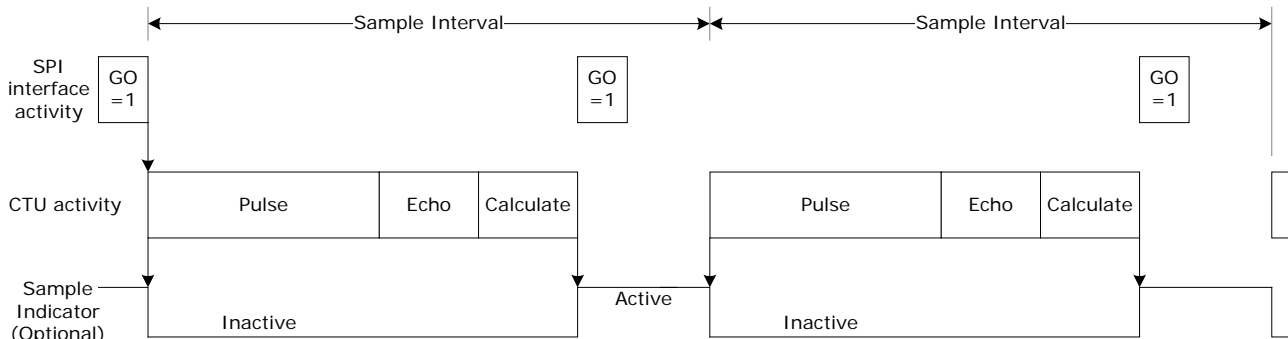 Sample Interval
Sample Interval
SPI
interface
activity
GO
=1
GO
=1
GO
=1
CTU activity
Pulse
Echo
Calculate
Pulse
Echo
Calculate
Sample
Indicator
(Optional)
Inactive
Active
Inactive